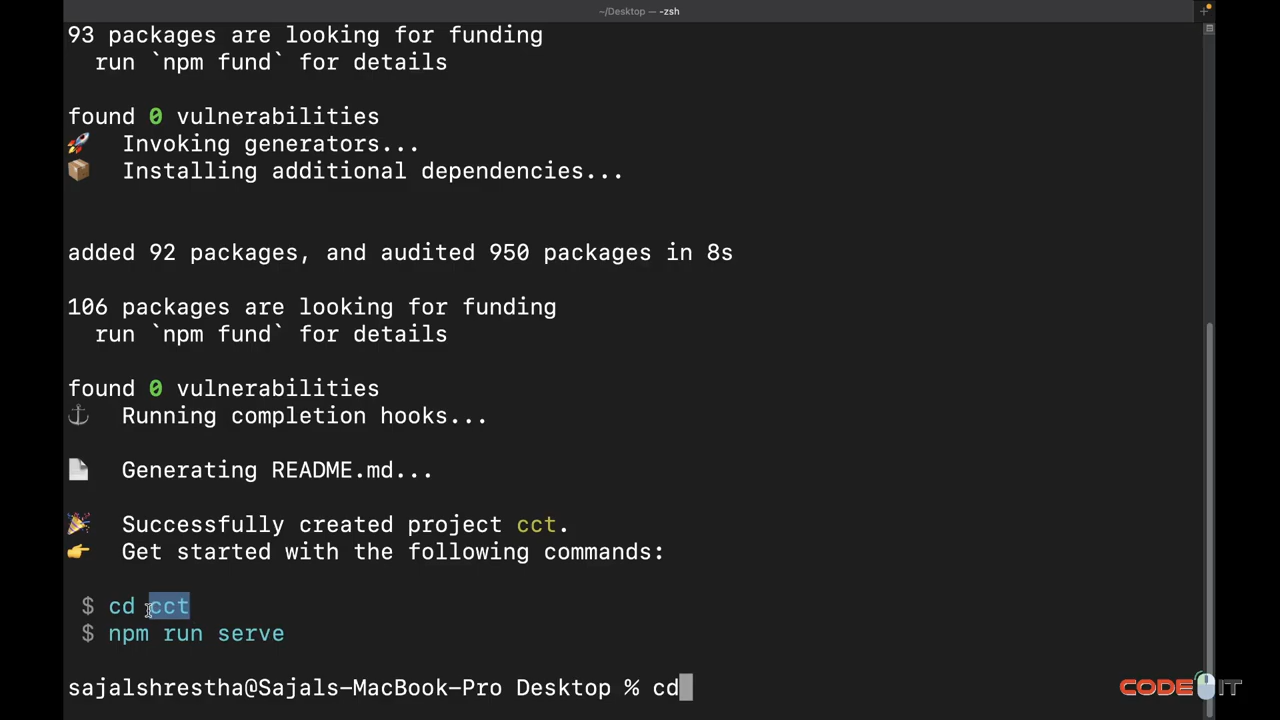 ~/Desktop — -zsh
93 packages are looking for funding
  run `npm fund` for details
found 0 vulnerabilities
🚀  Invoking generators...
📦  Installing additional dependencies...
added 92 packages, and audited 950 packages in 8s
106 packages are looking for funding
  run `npm fund` for details
found 0 vulnerabilities
⚓  Running completion hooks...
📄  Generating README.md...
🎉  Successfully created project cct.
👉  Get started with the following commands:
 $ cd cct
 $ npm run serve
sajalshrestha@Sajals-MacBook-Pro Desktop % cd
CODE IT